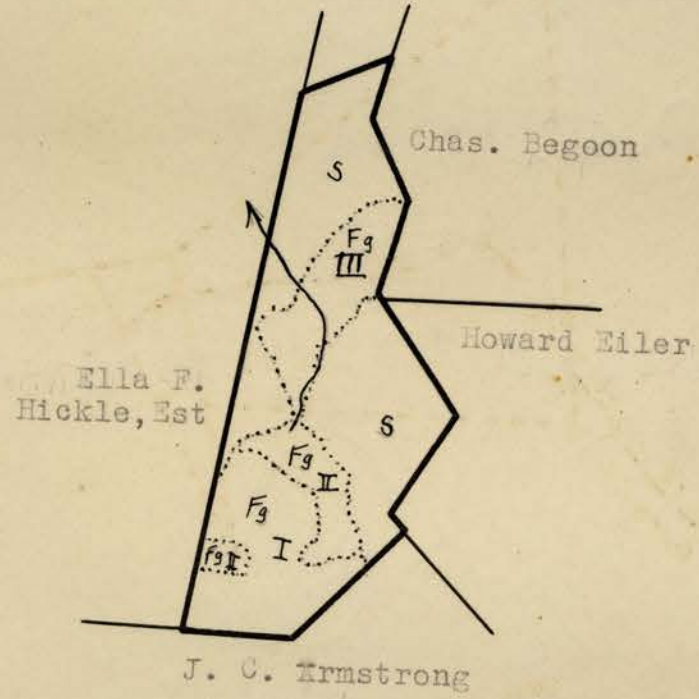 Chas. Begoon
S
Fg
III
Howard Eiler
Ella F.
Hickle, Est
S
Fg
II
Fg
I
Fg II
J. C. Armstrong